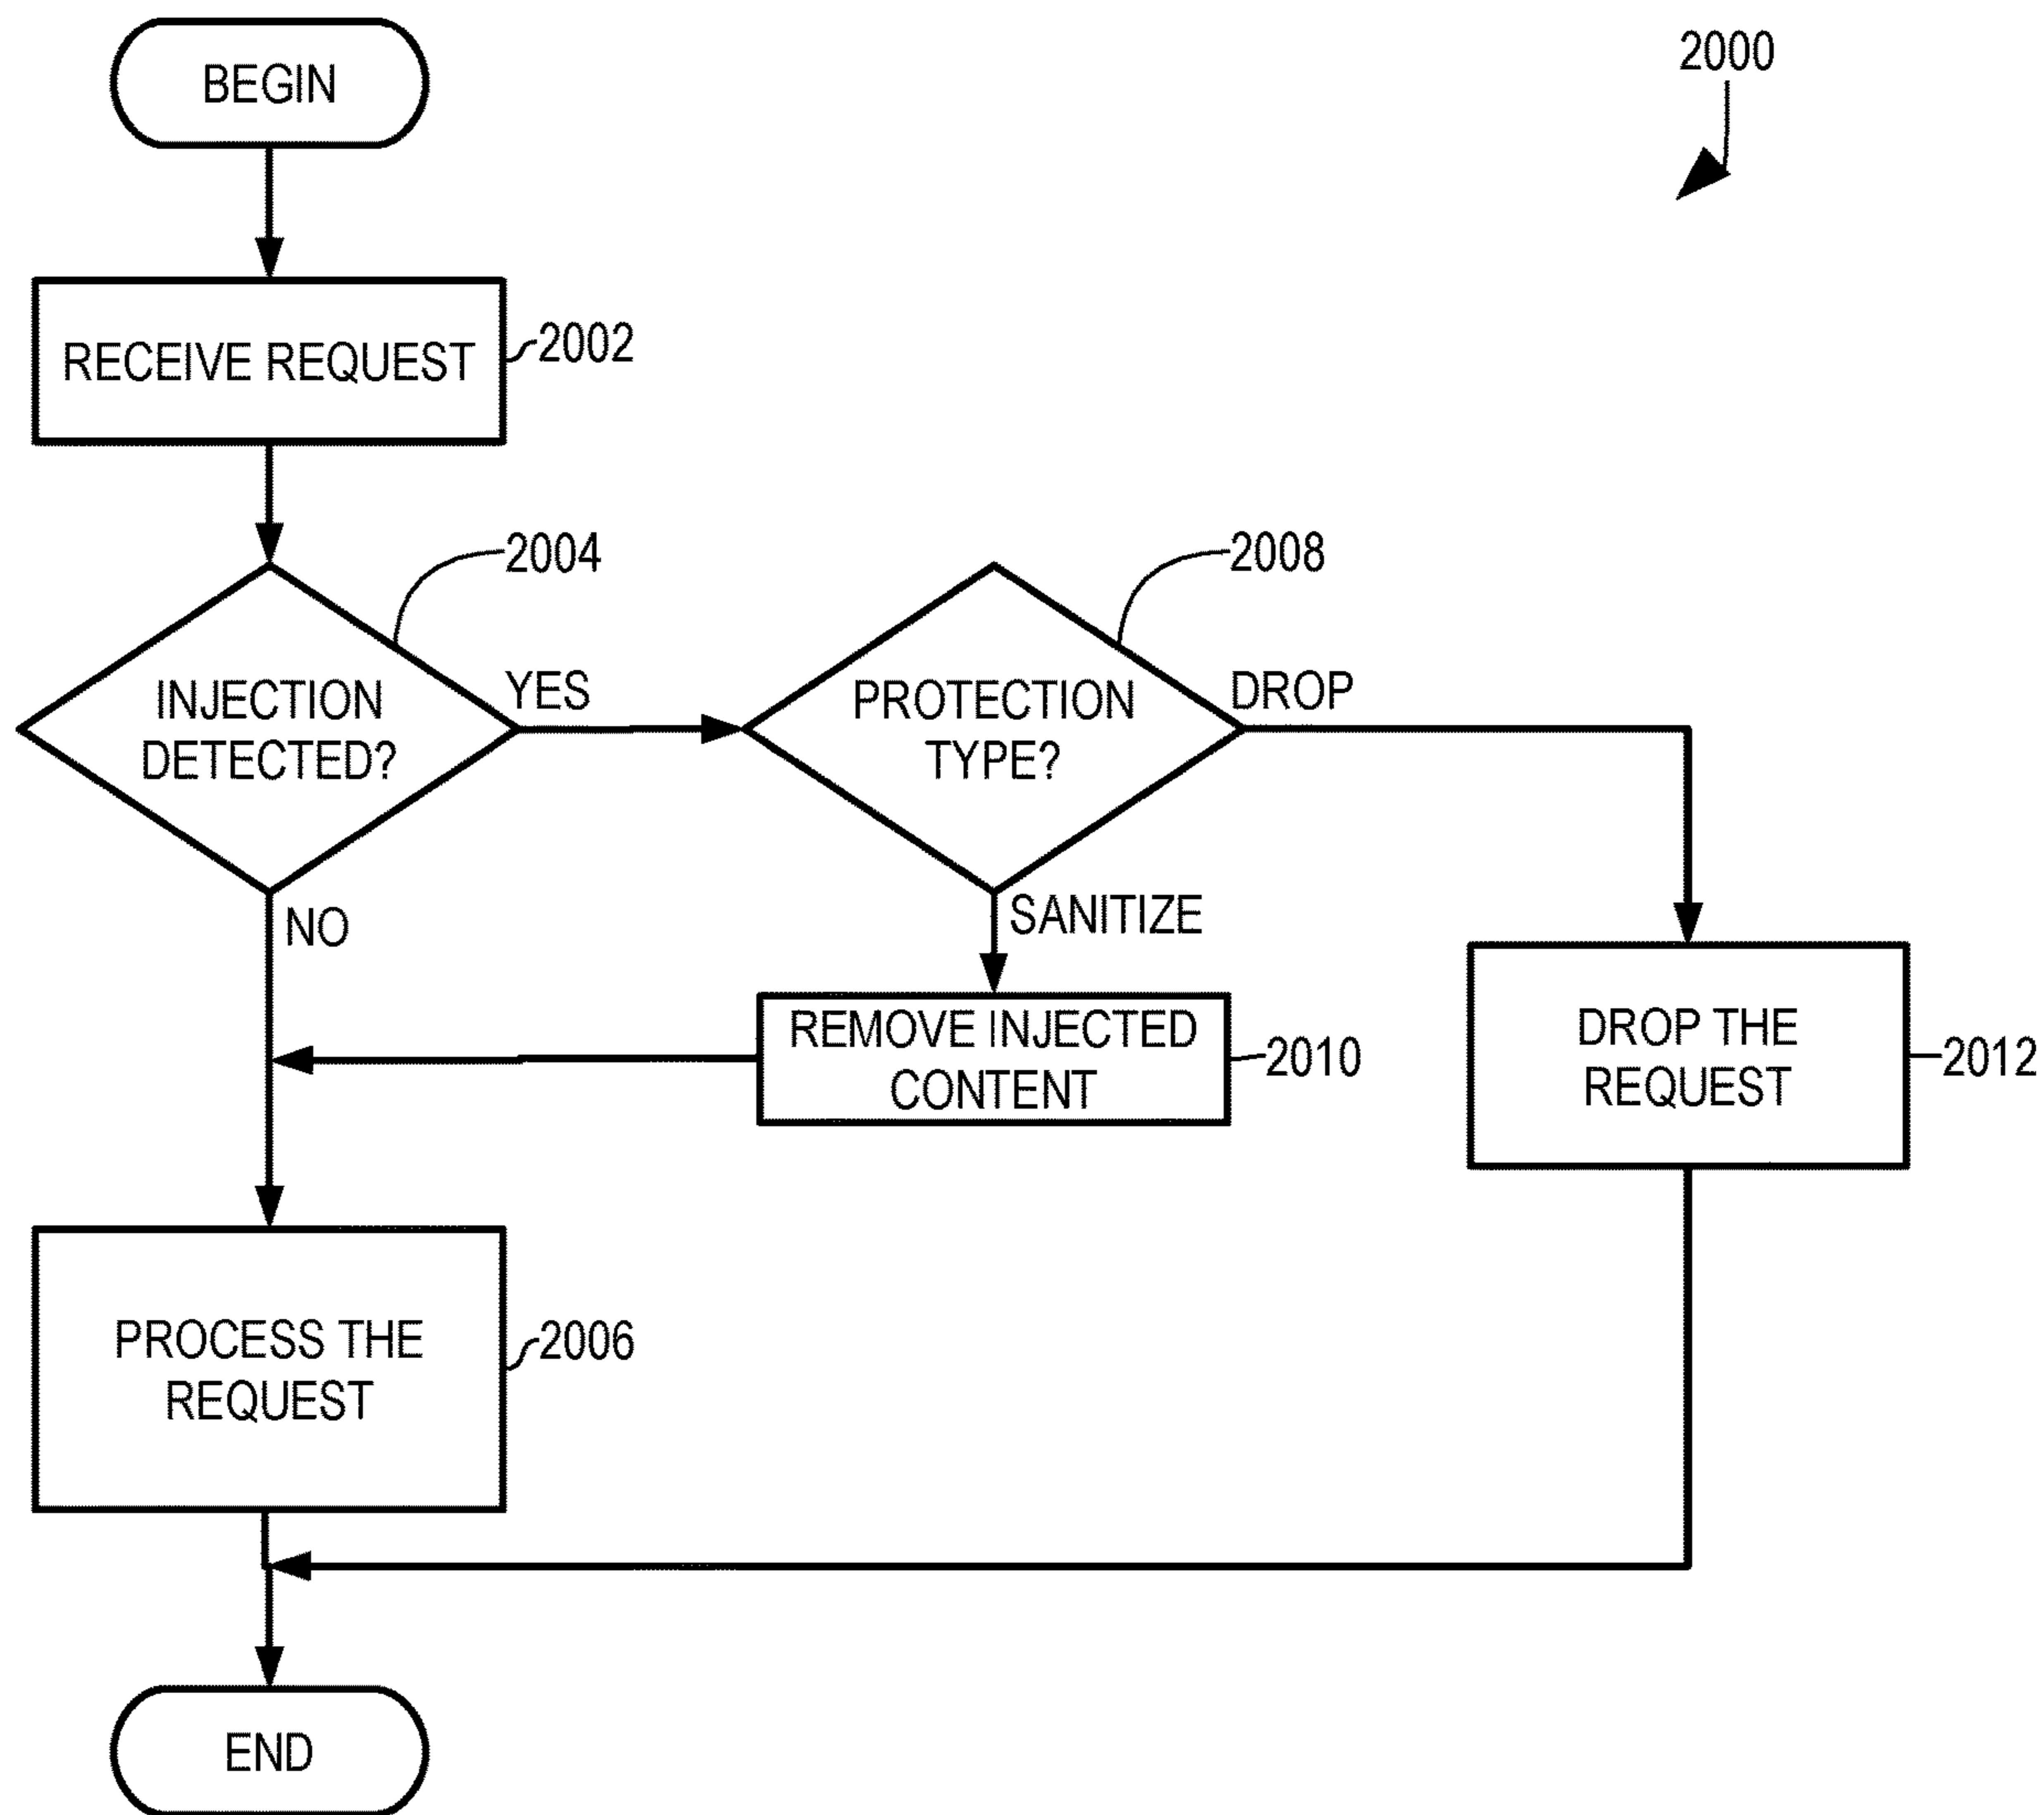 BEGIN
2000
RECEIVE REQUEST
2002
2004
2008
INJECTION
DETECTED?
YES
PROTECTION
TYPE?
DROP
NO
SANITIZE
REMOVE INJECTED
CONTENT
2010
DROP THE
REQUEST
2012
PROCESS THE
REQUEST
2006
END